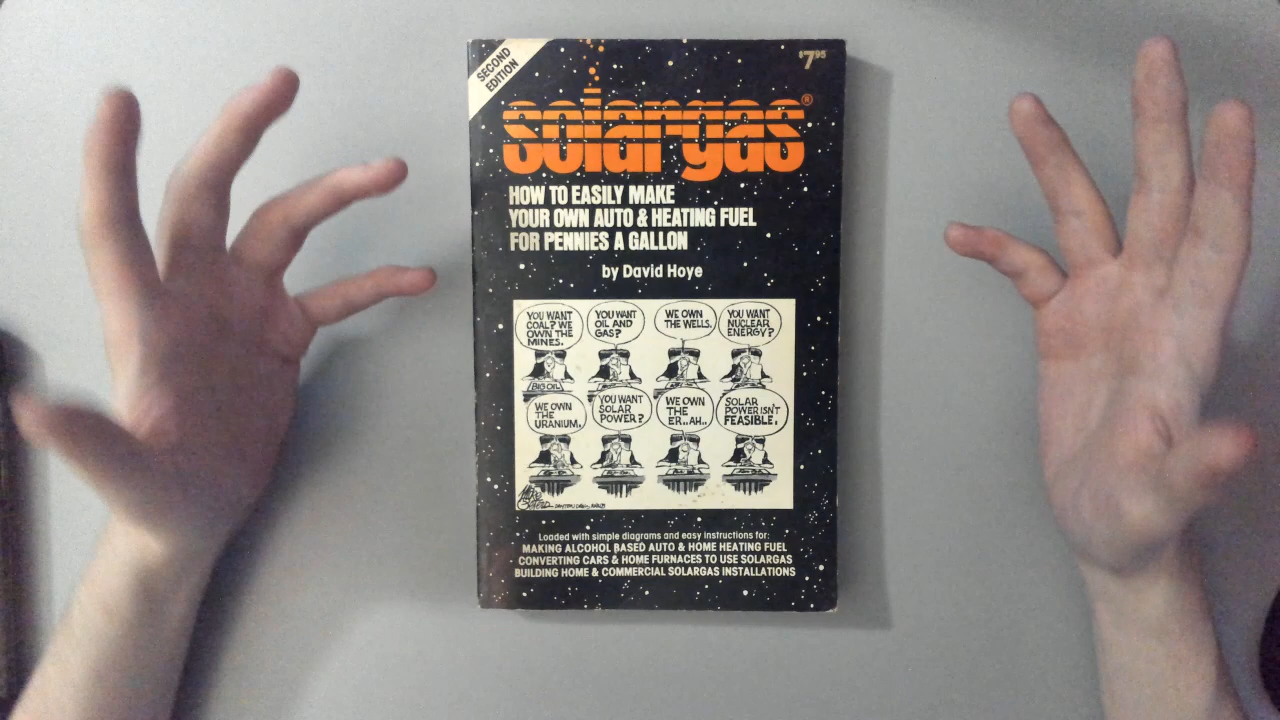 SECOND
EDITION
$7.95
solargas®
HOW TO EASILY MAKE
YOUR OWN AUTO & HEATING FUEL
FOR PENNIES A GALLON
by David Hoye
YOU WANT
COAL? WE
OWN THE
MINES.
YOU WANT
OIL AND
GAS?
WE OWN
THE WELLS.
YOU WANT
NUCLEAR
ENERGY?
BIG OIL
WE OWN
THE
URANIUM.
YOU WANT
SOLAR
POWER?
WE OWN
THE
ER..AH..
SOLAR
POWER ISN'T
FEASIBLE.
Loaded with simple diagrams and easy instructions for:
MAKING ALCOHOL BASED AUTO & HOME HEATING FUEL
CONVERTING CARS & HOME FURNACES TO USE SOLARGAS
BUILDING HOME & COMMERCIAL SOLARGAS INSTALLATIONS